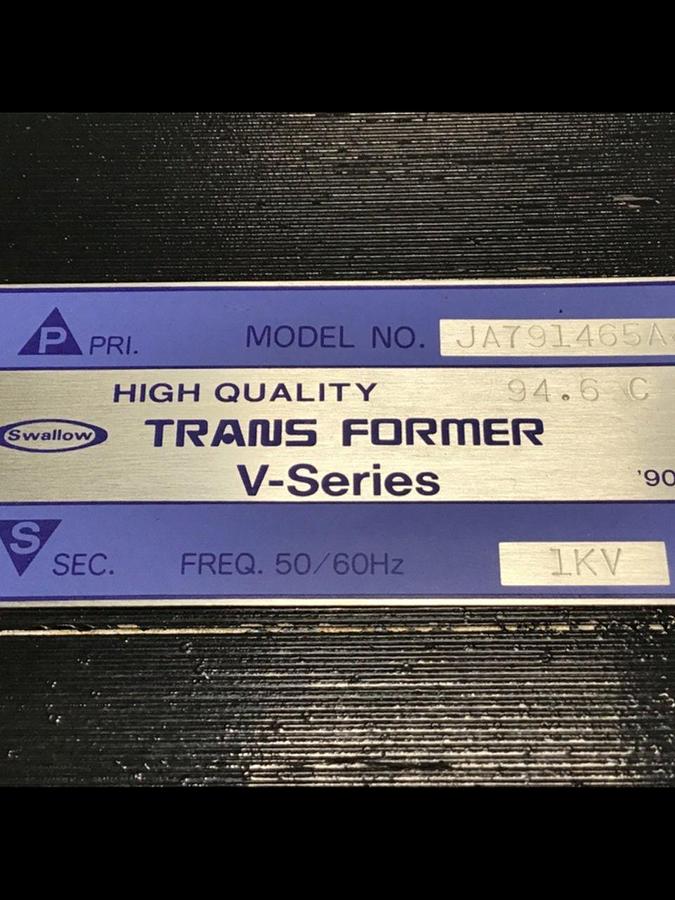 P PRI. MODEL NO. JA791465A
HIGH QUALITY 94.6 C
Swallow TRANS FORMER
V-Series '90
S SEC. FREQ. 50/60Hz 1KV